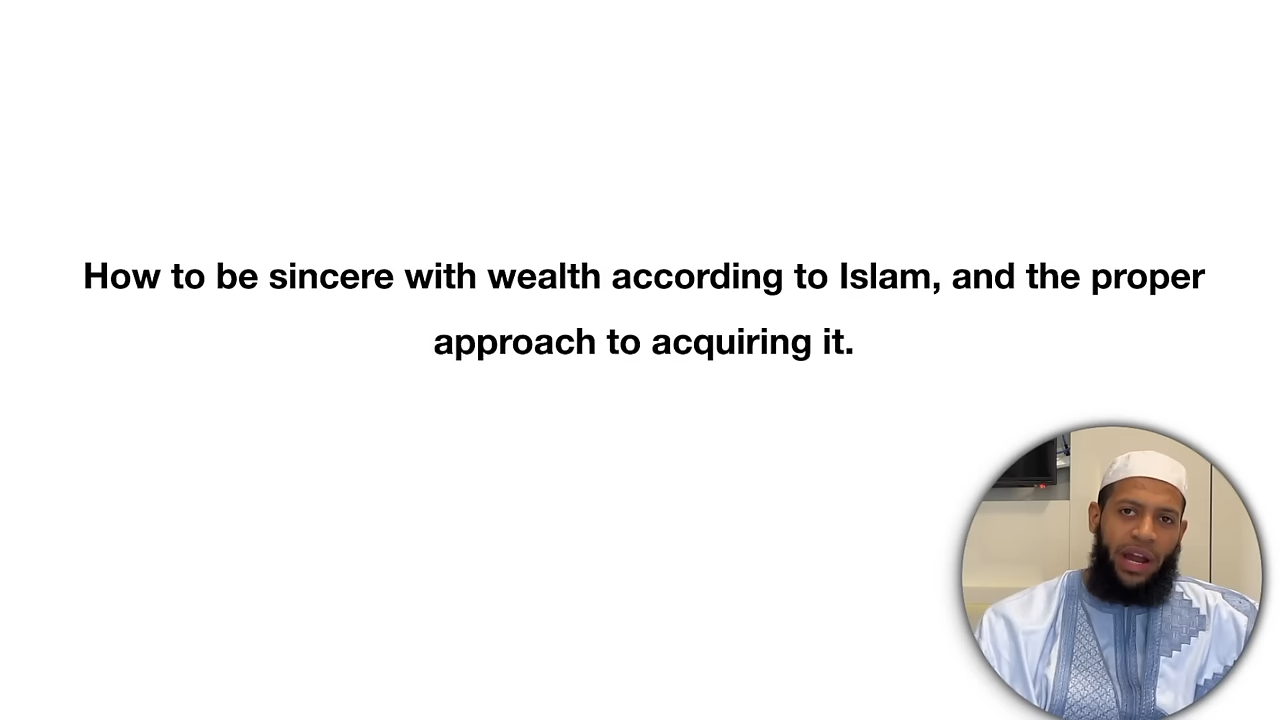 How to be sincere with wealth according to Islam, and the proper
approach to acquiring it.